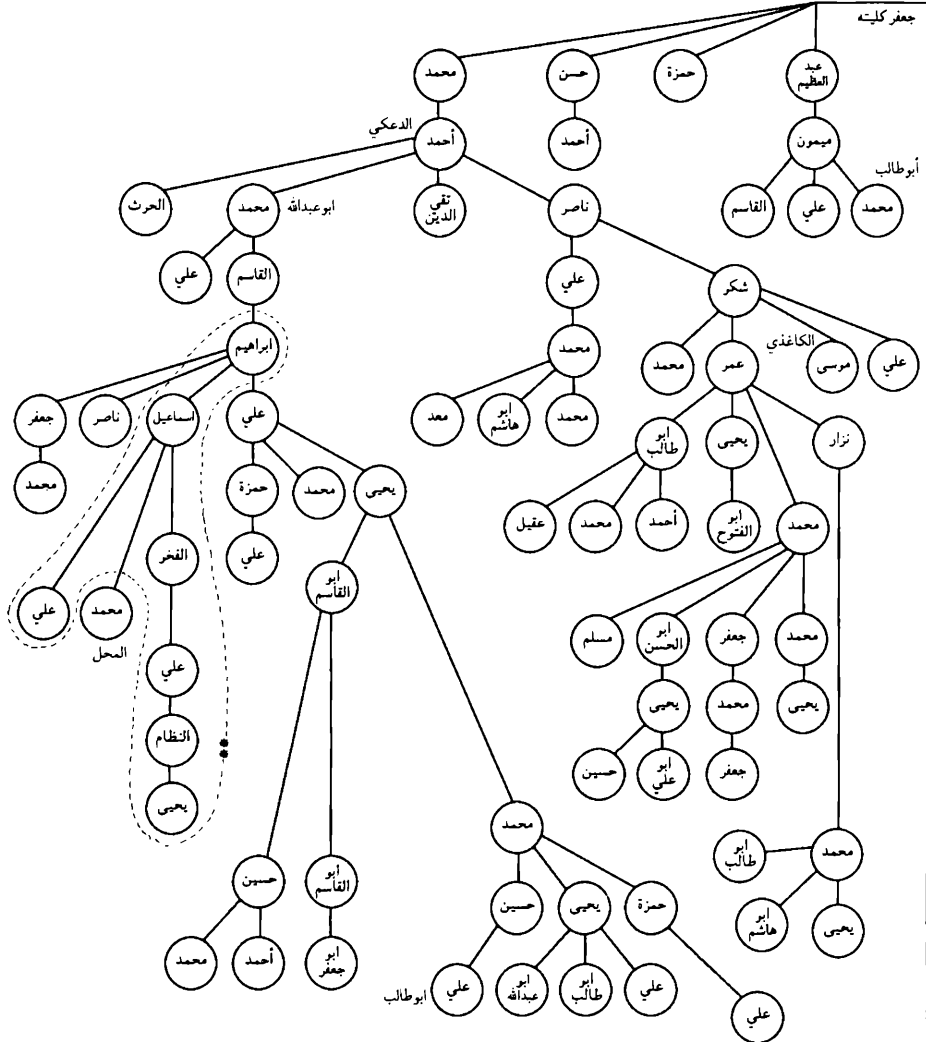 جعفر كليته
عبد
العظيم
حمزة
حسن
محمد
ميمون
أحمد
أحمد
الدعكي
أبوطالب
محمد
علي
القاسم
ناصر
تقي
الدين
محمد
ابوعبدالله
الحرث
شكر
علي
القاسم
علي
علي
موسى
الكاغذي
عمر
محمد
محمد
ابراهيم
نزار
محمد
يحيى
ابو
طالب
محمد
ابو
هاشم
معد
علي
اسماعيل
ناصر
جعفر
ابو
الفتوح
أحمد
محمد
عقيل
يحيى
محمد
حمزة
محمد
ابو
القاسم
علي
الفخر
محمد
المحل
علي
محمد
جعفر
ابو
الحسن
مسلم
علي
يحيى
محمد
يحيى
النظام
جعفر
ابو
علي
حسين
يحيى
محمد
ابو
طالب
محمد
أبو
القاسم
حسين
يحيى
ابو
هاشم
حمزة
يحيى
حسين
ابو
جعفر
أحمد
محمد
علي
ابو
طالب
ابو
عبدالله
علي
ابوطالب
علي